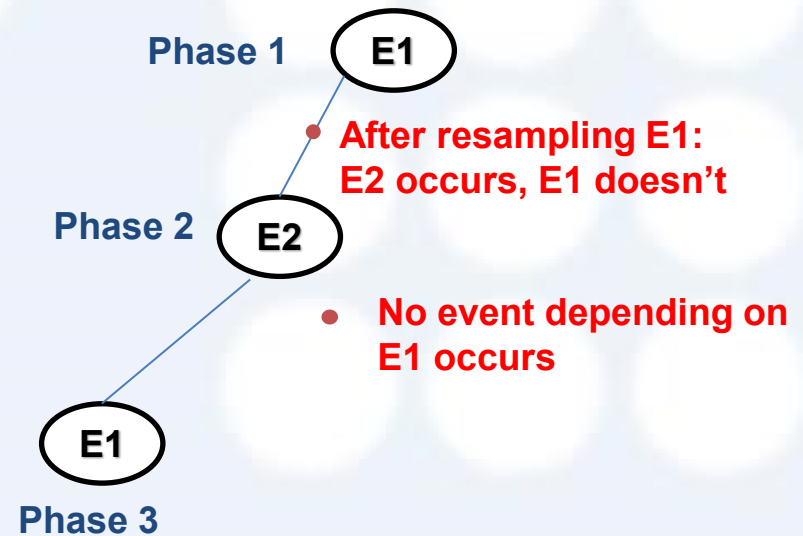 Phase 1
E1
After resampling E1:
E2 occurs, E1 doesn’t
Phase 2
E2
No event depending on
E1 occurs
E1
Phase 3